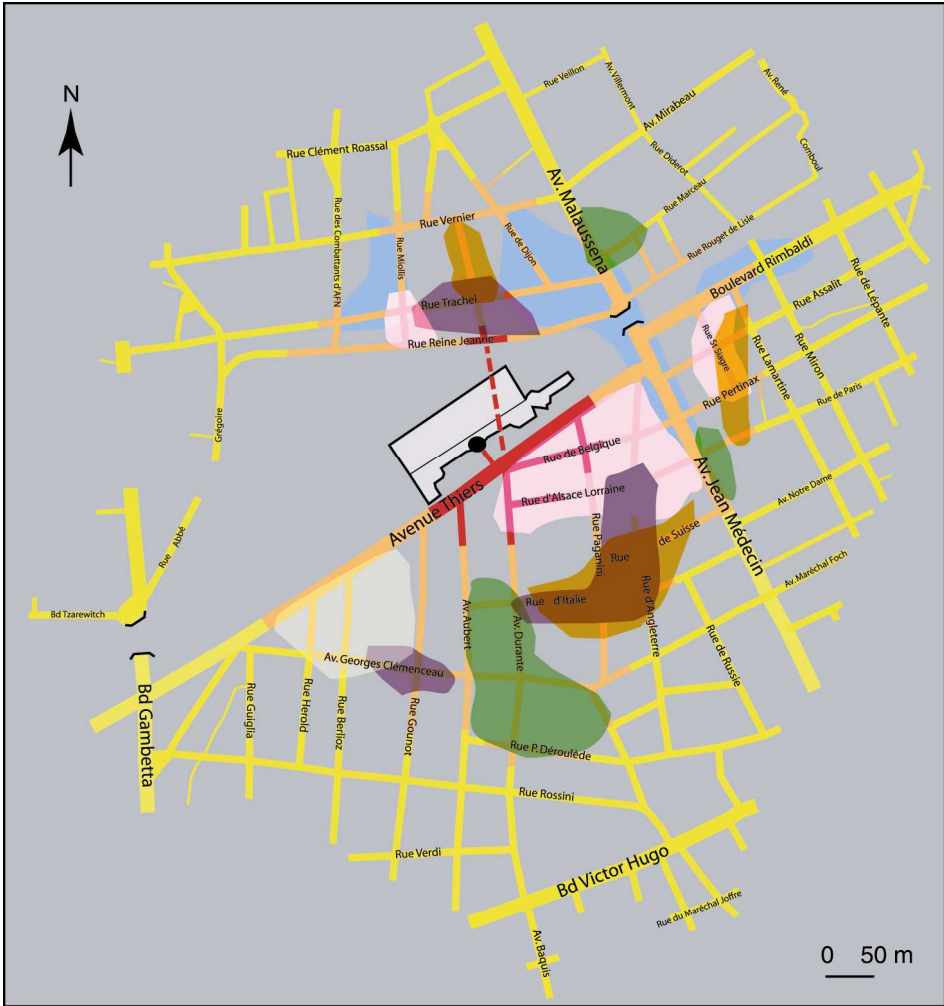 N
Rue Veillon
Av. Villermont
Av. Mirabeau
Av. René
Comboul
Rue Clément Roassal
Rue Diderot
Rue Marceau
Av. Malaussena
Rue des Combattants d'AFN
Rue Vernier
Rue Miollis
Rue de Dijon
Rue Rouget de Lisle
Boulevard Rimbaldi
Rue Trachel
Rue Assalit
Rue de Lépante
Rue Reine Jeanne
Rue St Siagre
Rue Lamartine
Rue Miron
Rue Pertinax
Rue de Paris
Grégoire
Rue de Belgique
Rue d'Alsace Lorraine
Avenue Thiers
Av. Jean Médecin
Av. Notre Dame
Rue Paganini
Rue de Suisse
Rue Abbé
Av. Maréchal Foch
Bd Tzarewitch
Rue d'Italie
Rue d'Angleterre
Av. Aubert
Av. Durante
Rue de Russie
Av. Georges Clémenceau
Bd Gambetta
Rue Guiglia
Rue Herold
Rue Berlioz
Rue Gounot
Rue P. Déroulède
Rue Rossini
Rue Verdi
Bd Victor Hugo
Rue du Maréchal Joffre
Av. Baquis
0 50 m